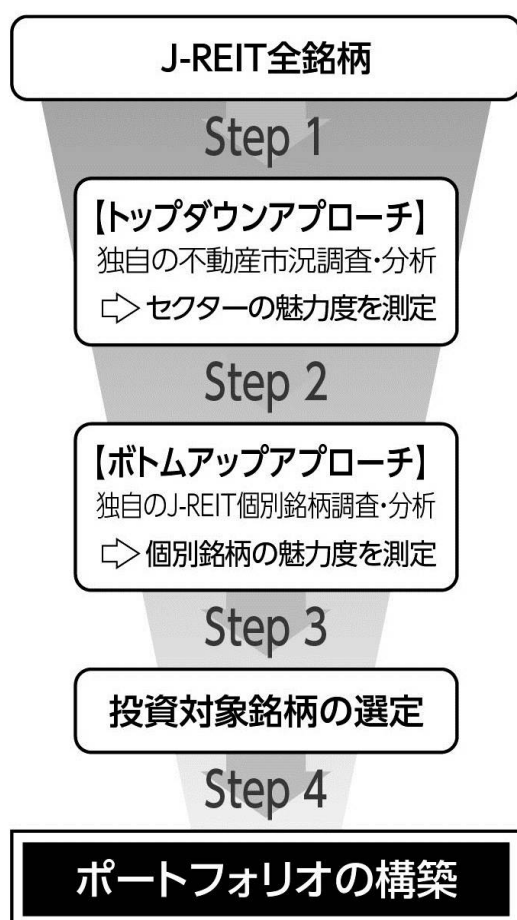 J-REIT全銘柄
Step 1
【トップダウンアプローチ】
独自の不動産市況調査・分析
⇨セクターの魅力度を測定
Step 2
【ボトムアップアプローチ】
独自のJ-REIT個別銘柄調査・分析
⇨個別銘柄の魅力度を測定
Step 3
投資対象銘柄の選定
Step 4
ポートフォリオの構築